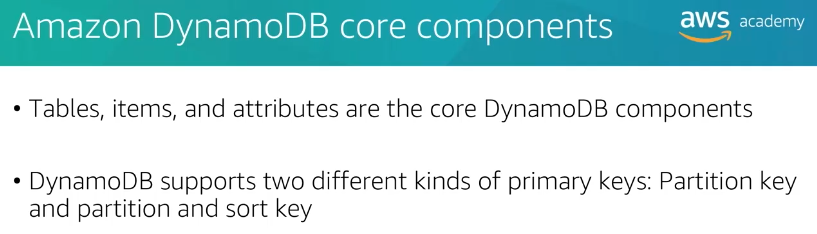 Amazon DynamoDB core components
aws academy
• Tables, items, and attributes are the core DynamoDB components
• DynamoDB supports two different kinds of primary keys: Partition key
and partition and sort key